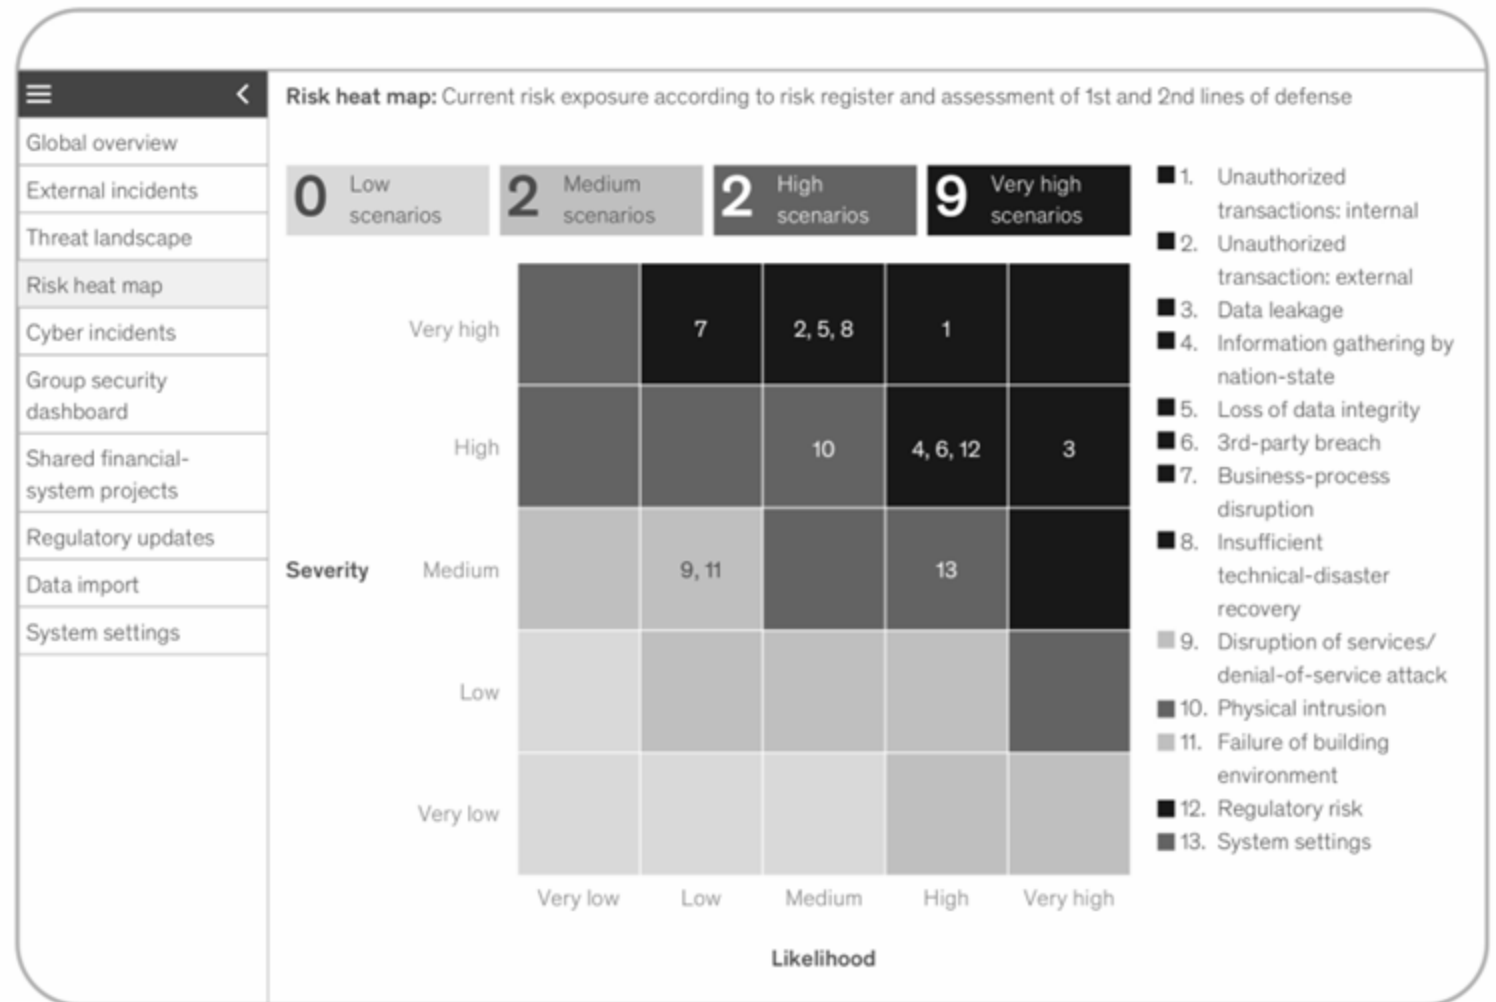 Risk heat map: Current risk exposure according to risk register and assessment of 1st and 2nd lines of defense
Global overview
External incidents
Threat landscape
Risk heat map
Cyber incidents
Group security
dashboard
Shared financial-
system projects
Regulatory updates
Data import
System settings
0 Low
scenarios
2 Medium
scenarios
2 High
scenarios
9 Very high
scenarios
Very high
7
2, 5, 8
1
High
10
4, 6, 12
3
Severity
Medium
9, 11
13
Low
Very low
Very low
Low
Medium
High
Very high
Likelihood
1. Unauthorized
transactions: internal
2. Unauthorized
transaction: external
3. Data leakage
4. Information gathering by
nation-state
5. Loss of data integrity
6. 3rd-party breach
7. Business-process
disruption
8. Insufficient
technical-disaster
recovery
9. Disruption of services/
denial-of-service attack
10. Physical intrusion
11. Failure of building
environment
12. Regulatory risk
13. System settings